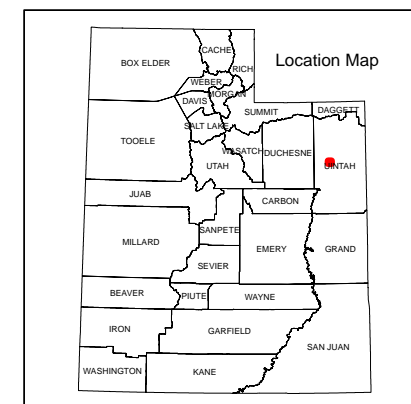 Location Map
CACHE
BOX ELDER
RICH
WEBER
MORGAN
DAVIS
DAGGETT
SUMMIT
SALT LAKE
TOOELE
WASATCH
DUCHESNE
UINTAH
UTAH
JUAB
CARBON
SANPETE
MILLARD
EMERY
GRAND
SEVIER
BEAVER
PIUTE
WAYNE
IRON
GARFIELD
SAN JUAN
WASHINGTON
KANE